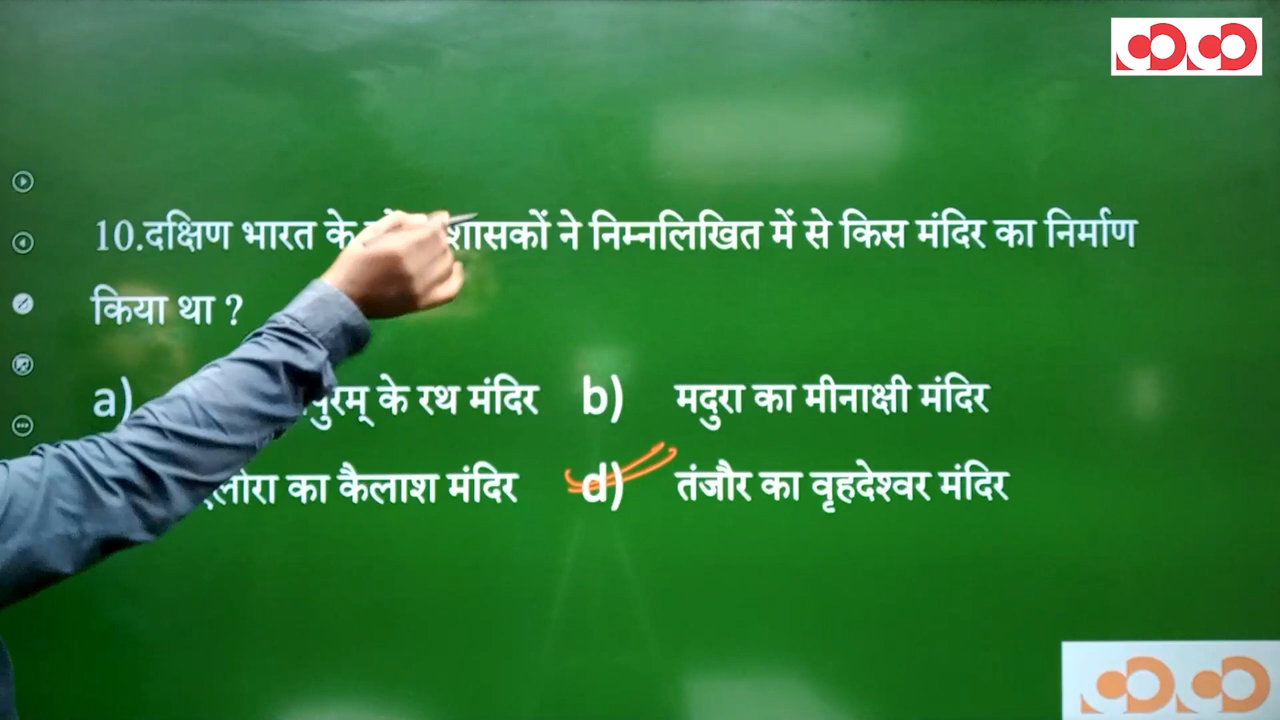 10.दक्षिण भारत के शासकों ने निम्नलिखित में से किस मंदिर का निर्माण
किया था ?
a) के रथ मंदिर b) मदुरा का मीनाक्षी मंदिर
का कैलाश मंदिर d) तंजौर का वृहदेश्वर मंदिर